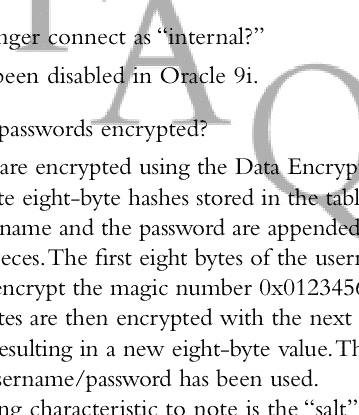 nger connect as “internal?”
been disabled in Oracle 9i.
passwords encrypted?
are encrypted using the Data Encryp
te eight-byte hashes stored in the tabl
name and the password are appended
eces. The first eight bytes of the usern
encrypt the magic number 0x0123456
tes are then encrypted with the next
esulting in a new eight-byte value. Th
sername/password has been used.
ng characteristic to note is the “salt”